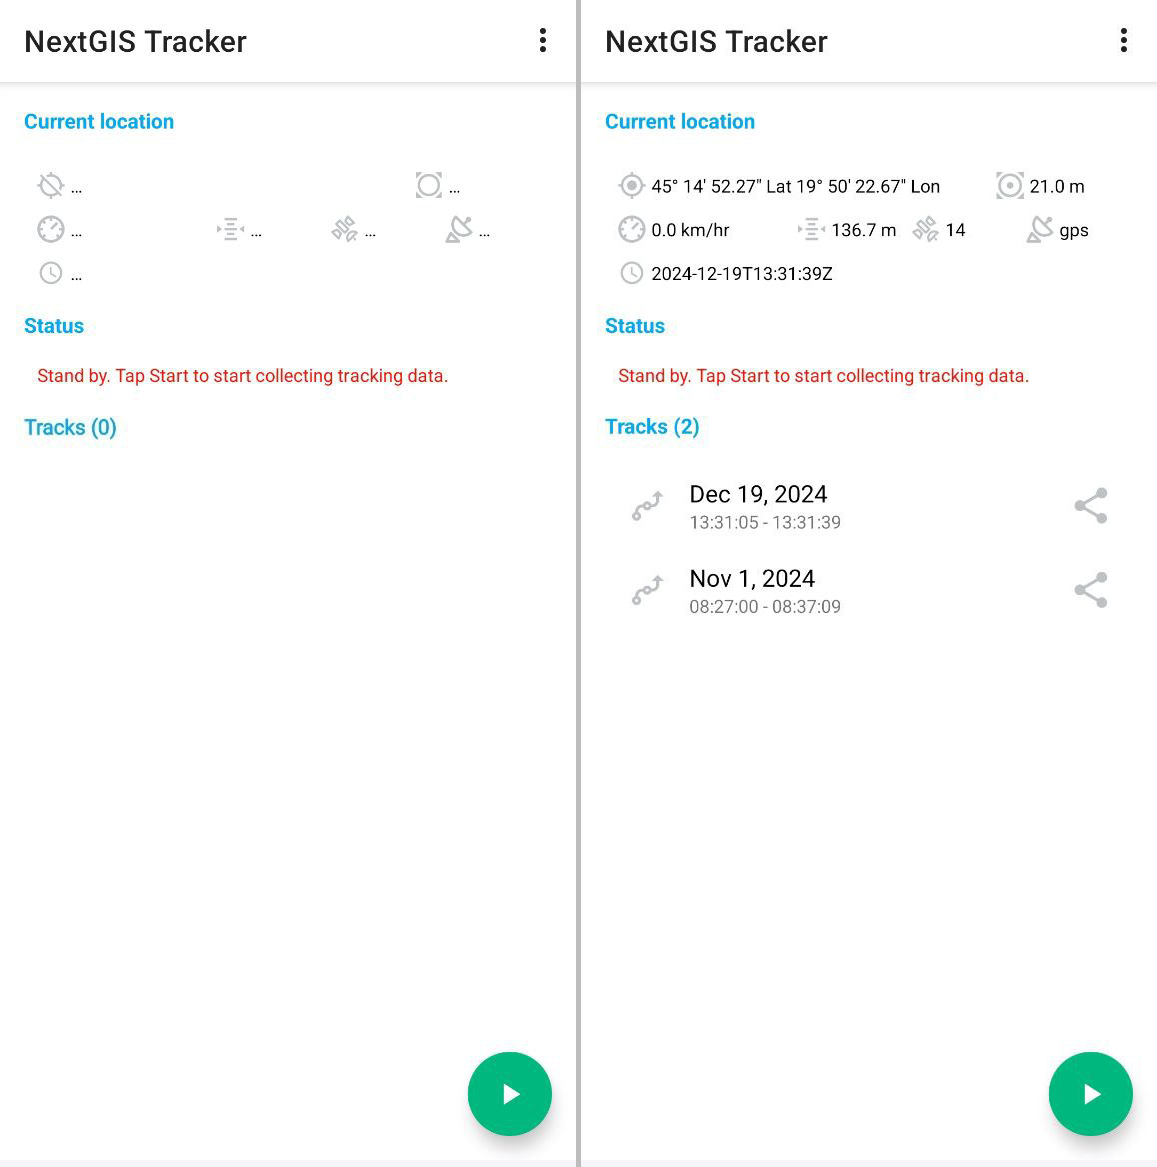 NextGIS Tracker
Current location
... ...
... ... ... ...
...
Status
Stand by. Tap Start to start collecting tracking data.
Tracks (0)
NextGIS Tracker
Current location
45° 14' 52.27" Lat 19° 50' 22.67" Lon 21.0 m
0.0 km/hr 136.7 m 14 gps
2024-12-19T13:31:39Z
Status
Stand by. Tap Start to start collecting tracking data.
Tracks (2)
Dec 19, 2024
13:31:05 - 13:31:39
Nov 1, 2024
08:27:00 - 08:37:09